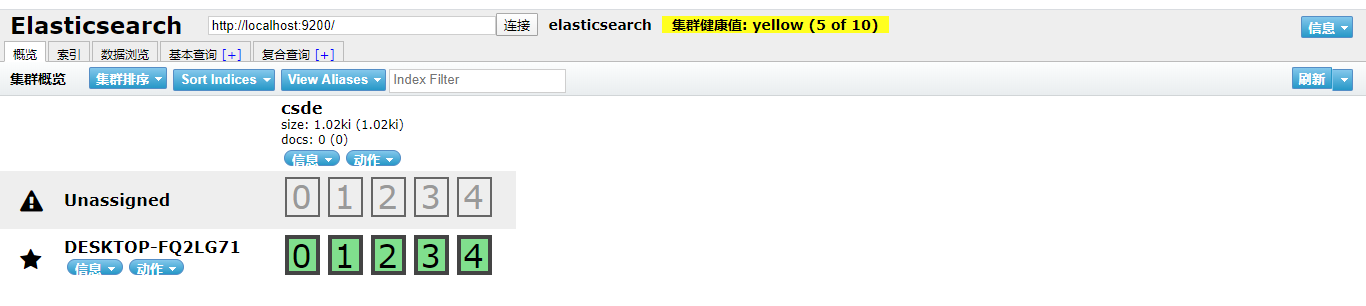 Elasticsearch http://localhost:9200/ 连接 elasticsearch 集群健康值: yellow (5 of 10) 信息
概览 索引 数据浏览 基本查询 [+] 复合查询 [+]
集群概览 集群排序 Sort Indices View Aliases Index Filter 刷新
csde
size: 1.02ki (1.02ki)
docs: 0 (0)
信息 动作
Unassigned 0 1 2 3 4
DESKTOP-FQ2LG71 0 1 2 3 4
信息 动作